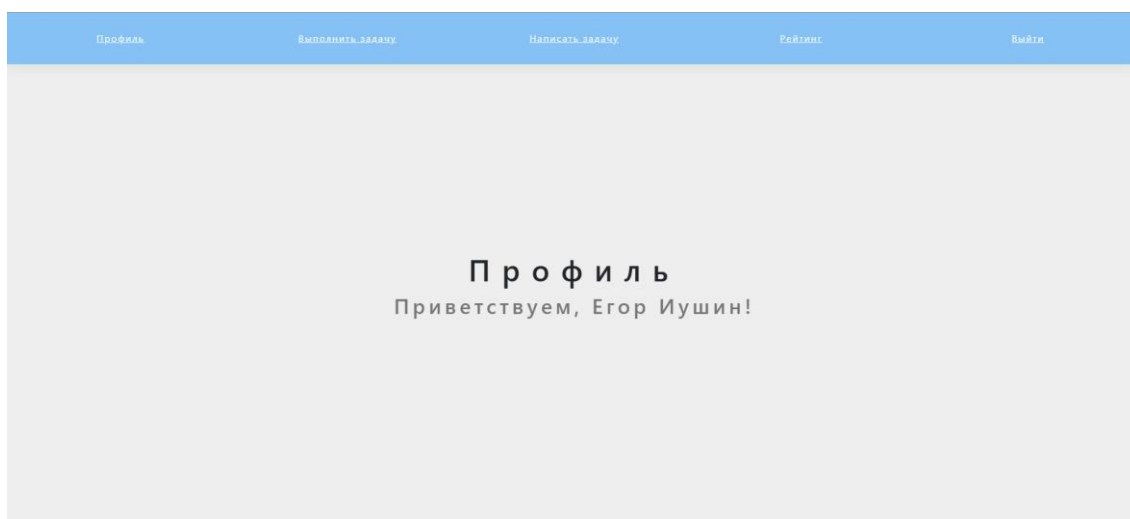 Профиль Выполнить задачу Написать задачу Рейтинг Выйти
Профиль
Приветствуем, Егор Иушин!